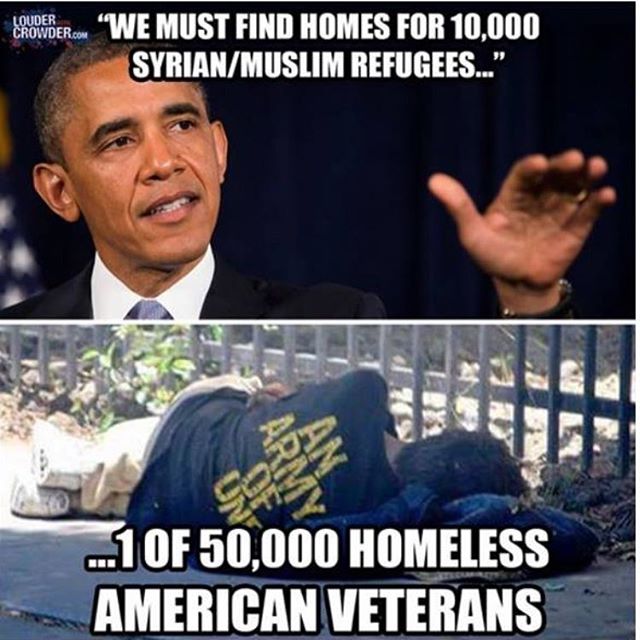 LOUDER
CROWDER.COM
"WE MUST FIND HOMES FOR 10,000
SYRIAN/MUSLIM REFUGEES..."
AN
ARMY
OF
ON
...1 OF 50,000 HOMELESS
AMERICAN VETERANS